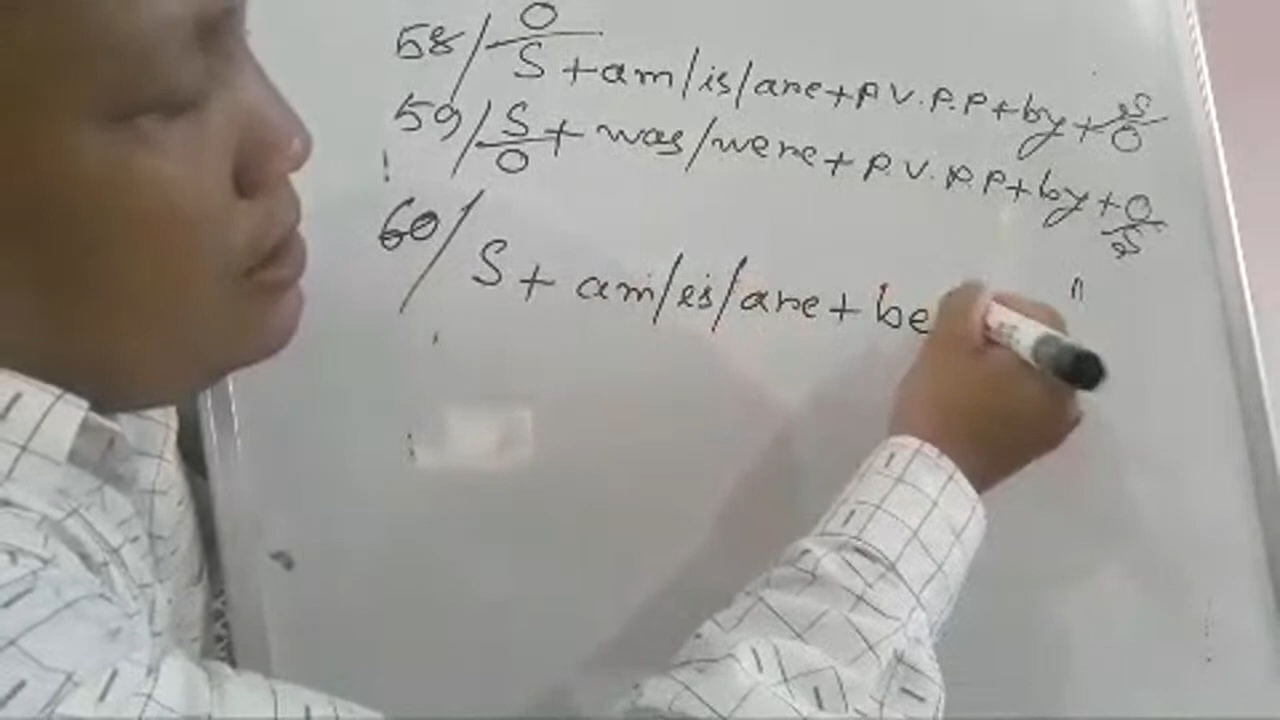 58/ O/S + am/is/are + P.V.P.P + by + S/O
59/ S/O + was/were + P.V.P.P + by + O/S
60/ S + am/is/are + be